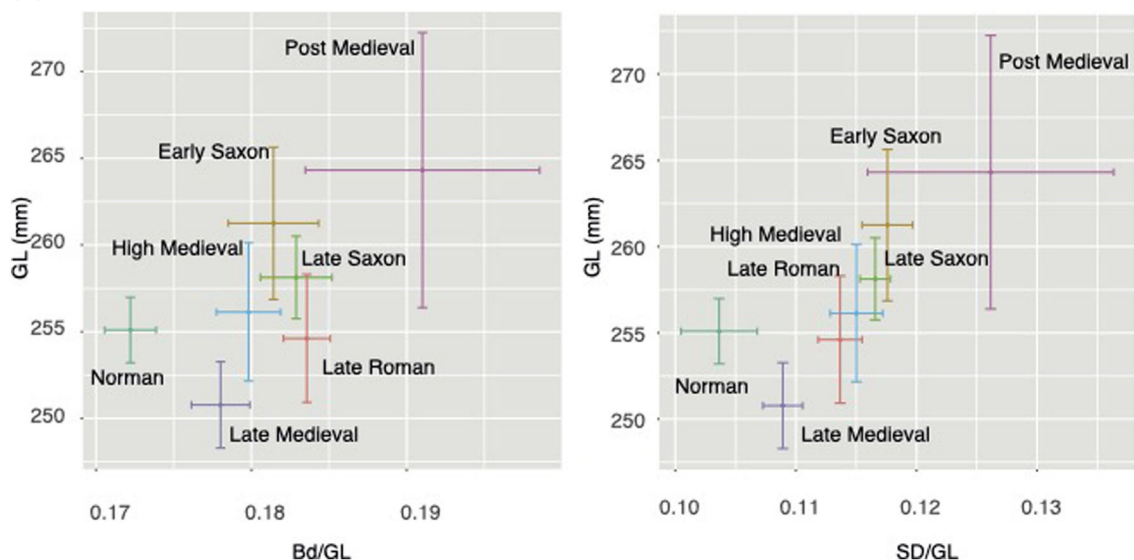 Post Medieval
270
Early Saxon
265
High Medieval
260
Late Saxon
GL (mm)
255
Late Roman
Norman
250
Late Medieval
0.17
0.18
0.19
Bd/GL
Post Medieval
270
Early Saxon
265
High Medieval
260
Late Saxon
Late Roman
GL (mm)
255
Norman
250
Late Medieval
0.10
0.11
0.12
0.13
SD/GL